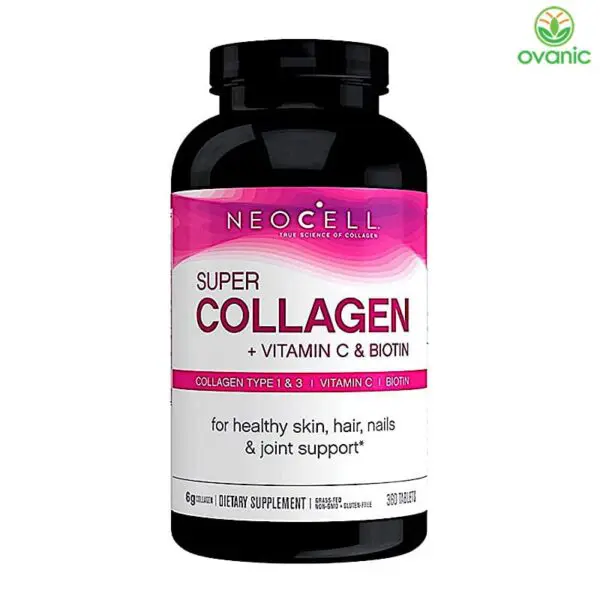 ovanic
NEOCELL
TRUE SCIENCE OF COLLAGEN
SUPER
COLLAGEN
+ VITAMIN C & BIOTIN
COLLAGEN TYPE 1 & 3 | VITAMIN C | BIOTIN
for healthy skin, hair, nails
& joint support*
6g COLLAGEN | DIETARY SUPPLEMENT | GRASS-FED
NON-GMO + GLUTEN-FREE
360 TABLETS